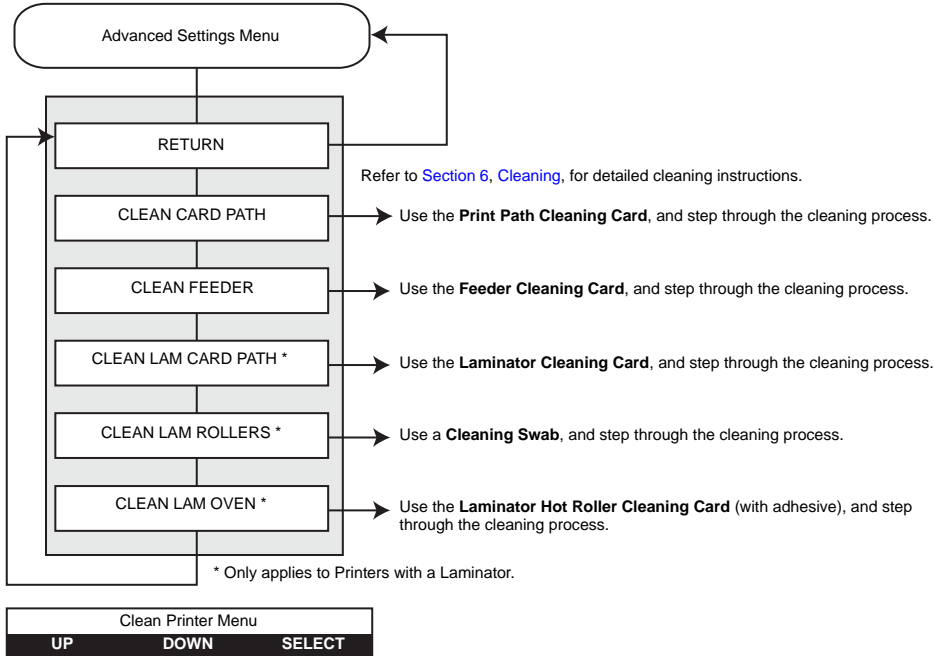 Advanced Settings Menu
RETURN
Refer to Section 6, Cleaning, for detailed cleaning instructions.
CLEAN CARD PATH
Use the Print Path Cleaning Card, and step through the cleaning process.
CLEAN FEEDER
Use the Feeder Cleaning Card, and step through the cleaning process.
CLEAN LAM CARD PATH *
Use the Laminator Cleaning Card, and step through the cleaning process.
CLEAN LAM ROLLERS *
Use a Cleaning Swab, and step through the cleaning process.
CLEAN LAM OVEN *
Use the Laminator Hot Roller Cleaning Card (with adhesive), and step
through the cleaning process.
* Only applies to Printers with a Laminator.
Clean Printer Menu
UP DOWN SELECT